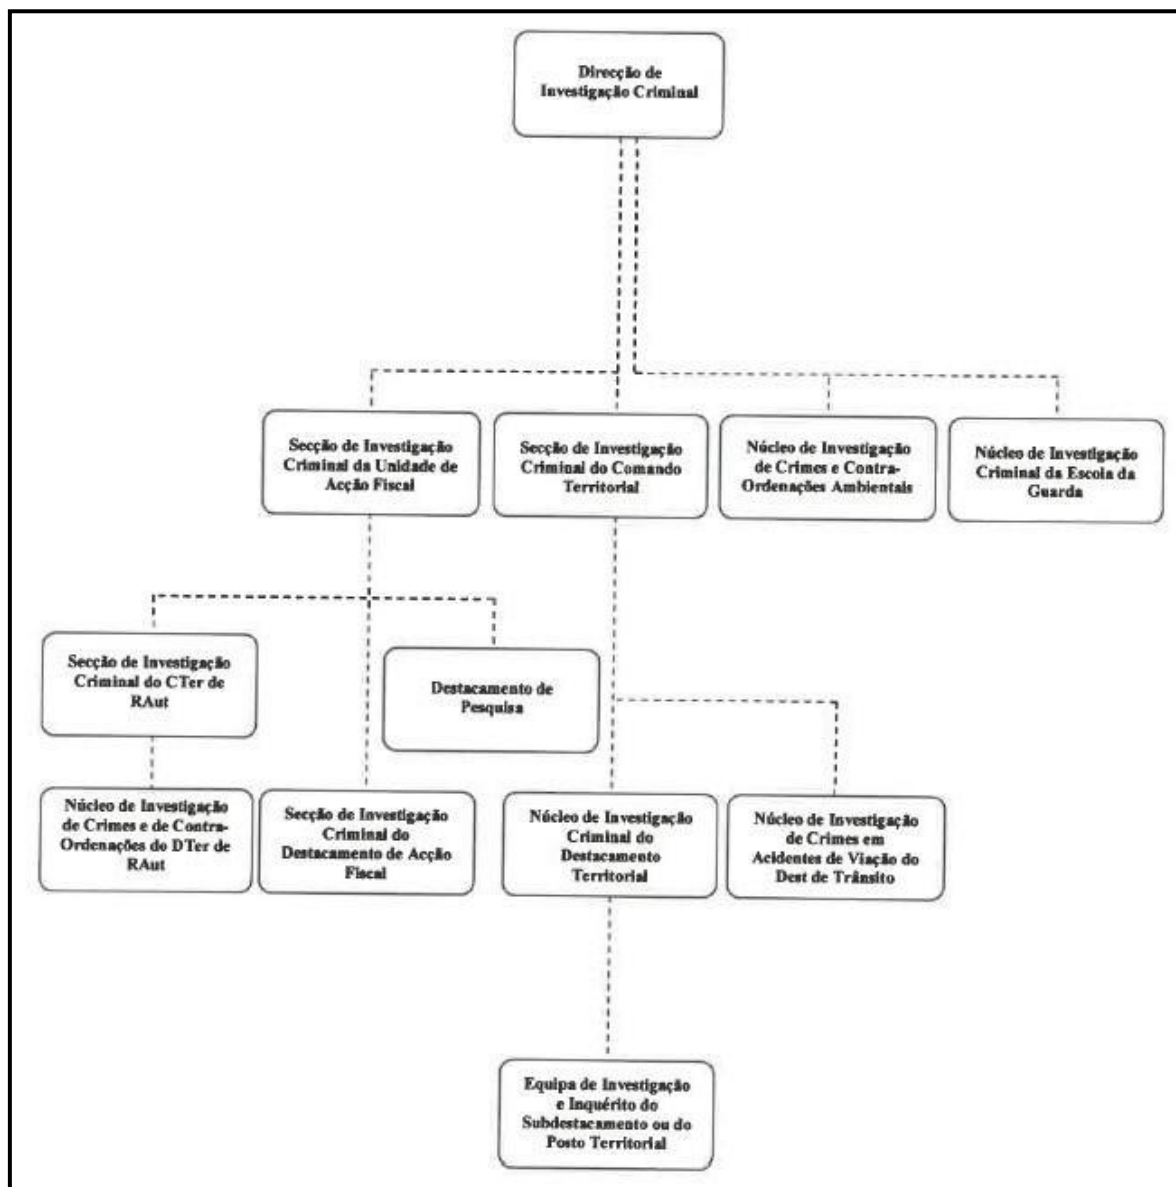 Direcção de
Investigação Criminal
Secção de Investigação
Criminal da Unidade de
Acção Fiscal
Secção de Investigação
Criminal do Comando
Territorial
Núcleo de Investigação
de Crimes e Contra-
Ordenações Ambientais
Núcleo de Investigação
Criminal da Escola da
Guarda
Secção de Investigação
Criminal do CTer de
RAut
Destacamento de
Pesquisa
Núcleo de Investigação
de Crimes e de Contra-
Ordenações do DTer de
RAut
Secção de Investigação
Criminal do
Destacamento de Acção
Fiscal
Núcleo de Investigação
Criminal do
Destacamento
Territorial
Núcleo de Investigação
de Crimes em
Acidentes de Viação do
Dest de Trânsito
Equipa de Investigação
e Inquérito do
Subdestacamento ou do
Posto Territorial